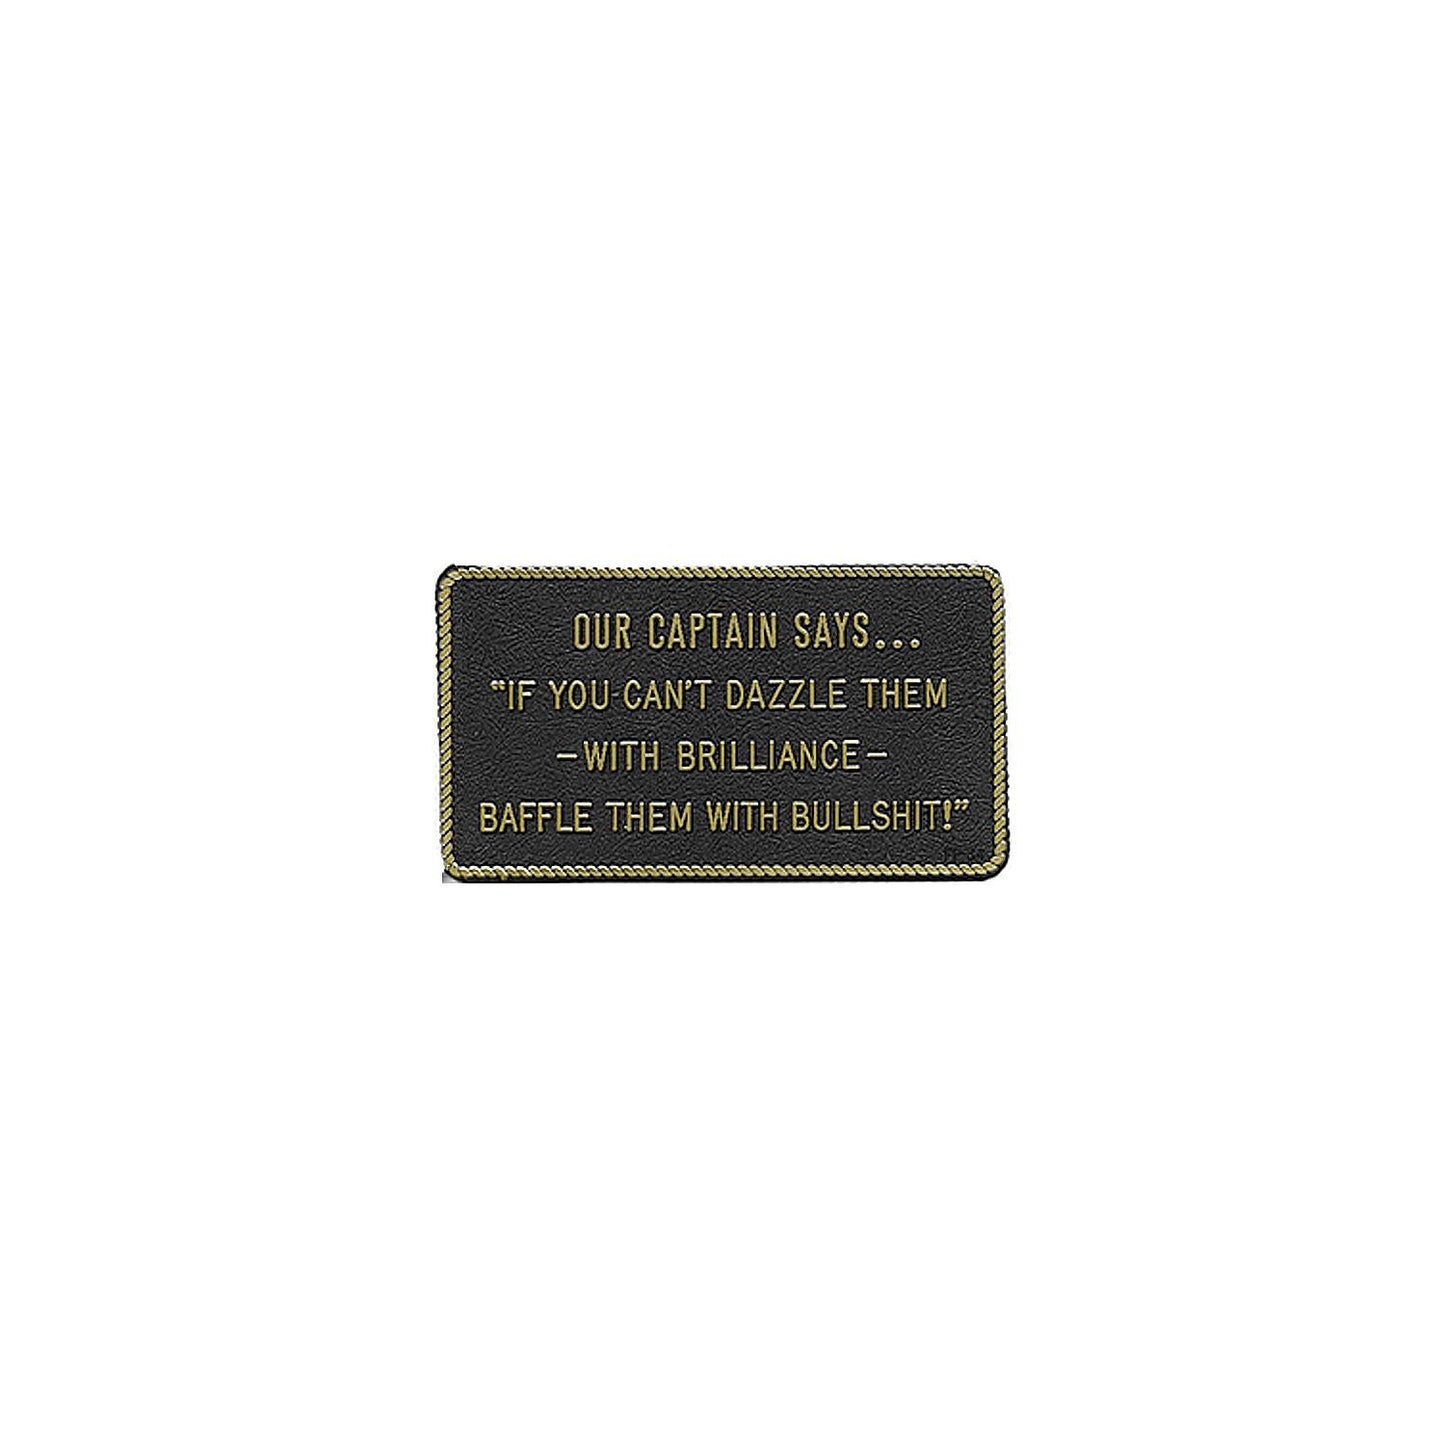 OUR CAPTAIN SAYS...
"IF YOU CAN'T DAZZLE THEM
–WITH BRILLIANCE–
BAFFLE THEM WITH BULLSHIT!"